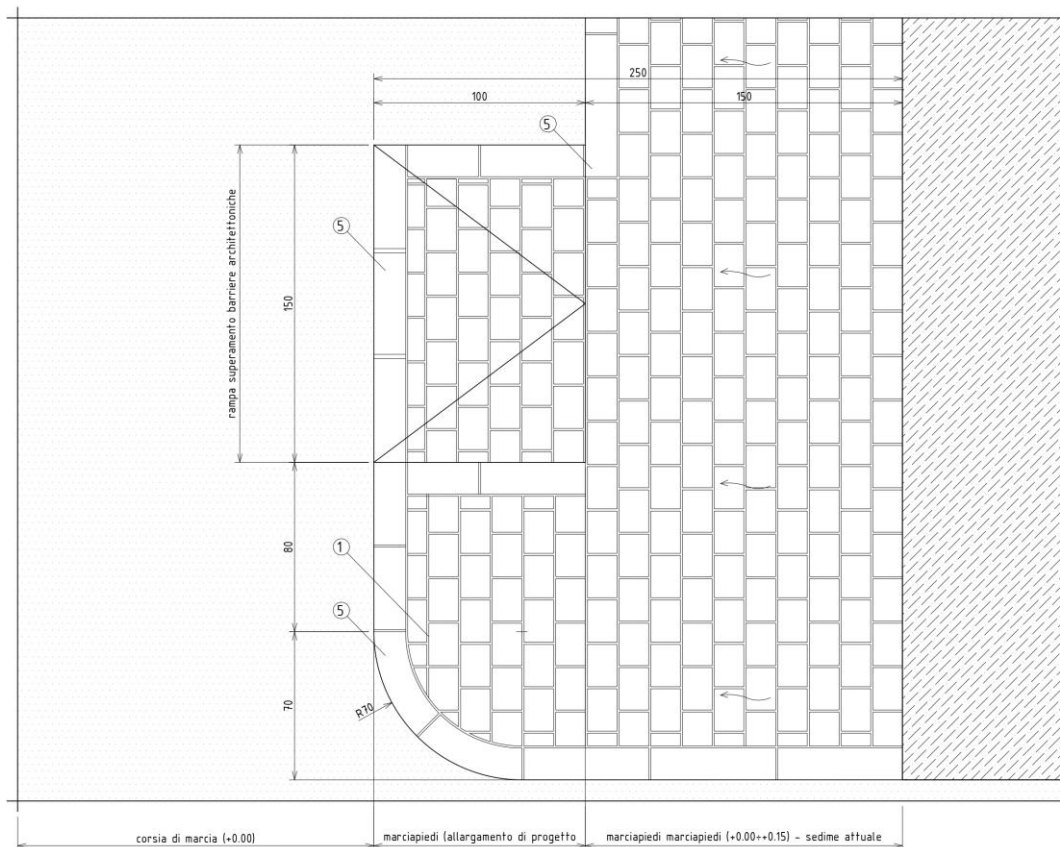 250
100
150
5
5
rampa superamento barriere architettoniche
150
80
1
5
70
R70
corsia di marcia (+0.00)
marciapiedi (allargamento di progetto
marciapiedi marciapiedi (+0.00÷+0.15) - sedime attuale